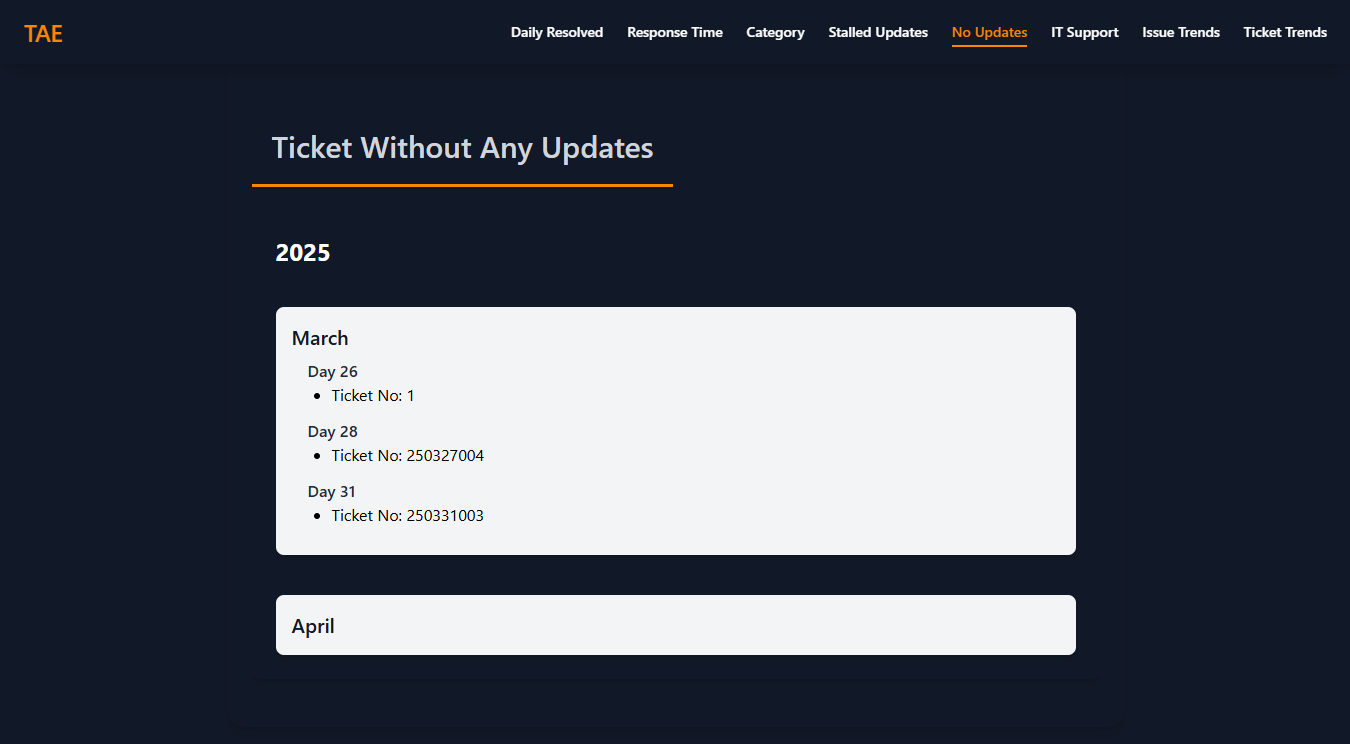 TAE
Daily Resolved Response Time Category Stalled Updates No Updates IT Support Issue Trends Ticket Trends
Ticket Without Any Updates
2025
March
Day 26
• Ticket No: 1
Day 28
• Ticket No: 250327004
Day 31
• Ticket No: 250331003
April